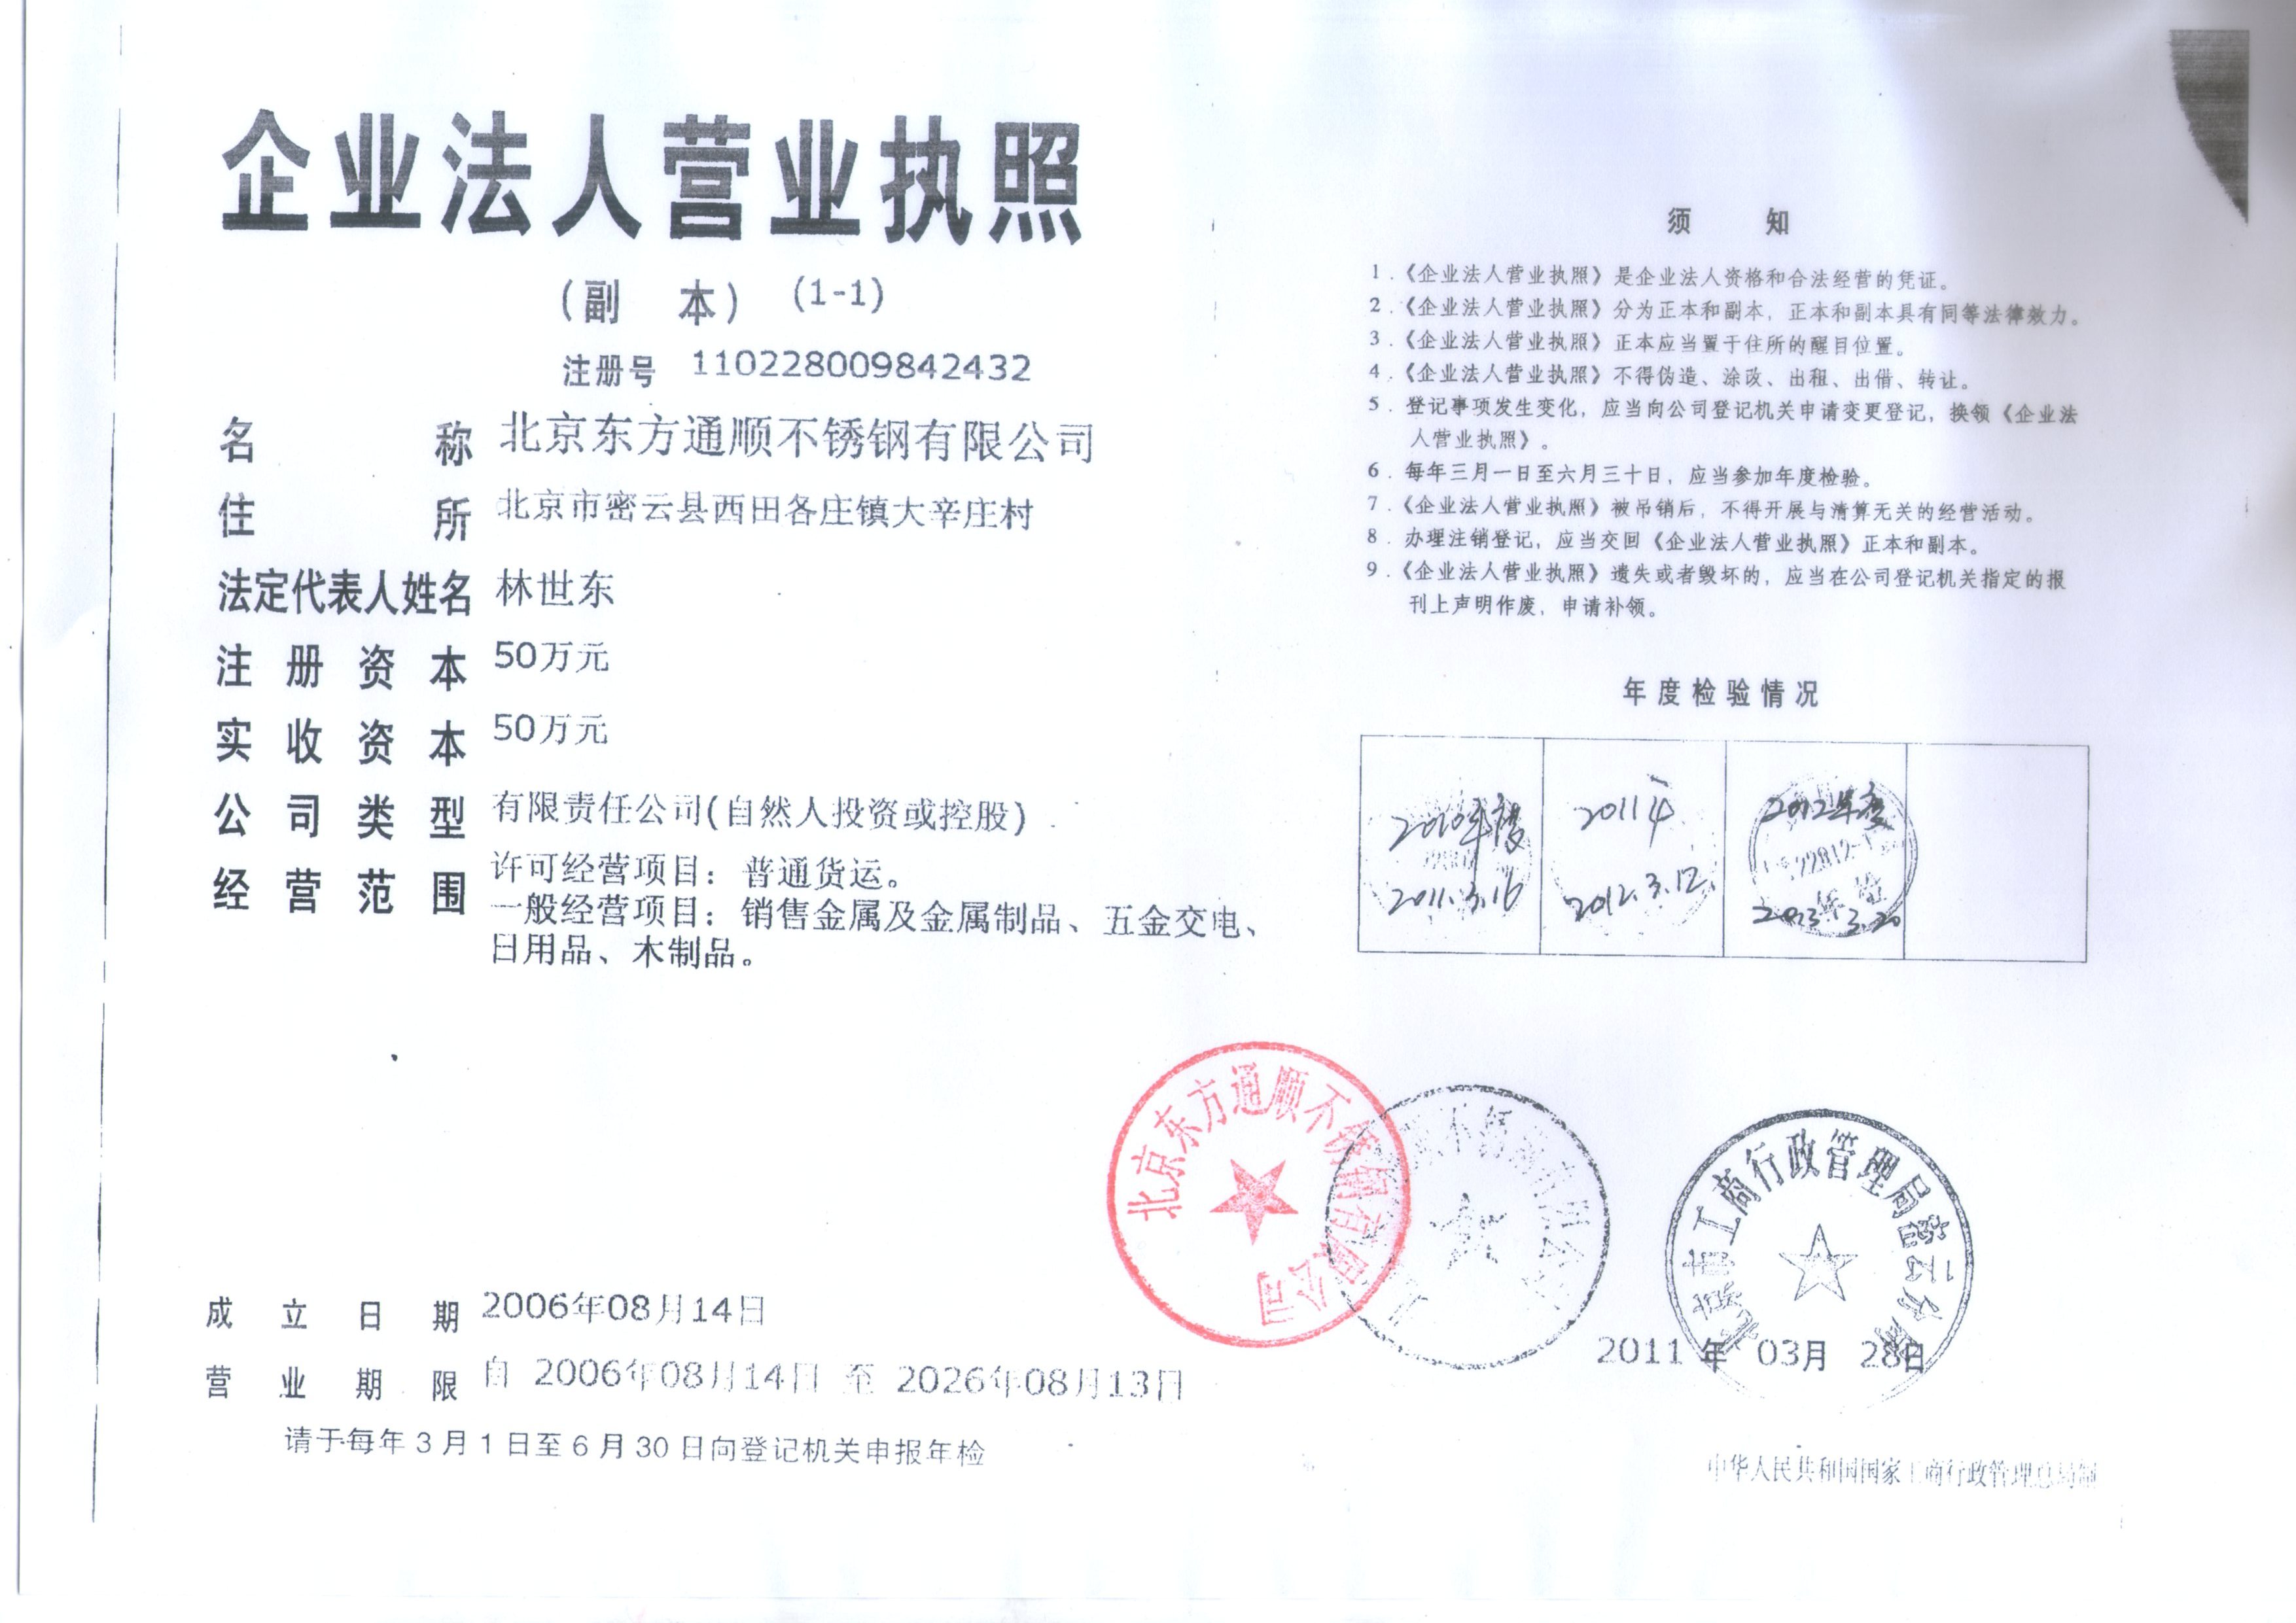 企业法人营业执照
(副 本) (1-1)
注册号 110228009842432
名 称 北京东方通顺不锈钢有限公司
住 所 北京市密云县西田各庄镇大辛庄村
法定代表人姓名 林世东
注 册 资 本 50万元
实 收 资 本 50万元
公 司 类 型 有限责任公司(自然人投资或控股)
经 营 范 围 许可经营项目：普通货运。
一般经营项目：销售金属及金属制品、五金交电、
日用品、木制品。
成 立 日 期 2006年08月14日
营 业 期 限 自 2006年08月14日 至 2026年08月13日
请于每年3月1日至6月30日向登记机关申报年检
须 知
1．《企业法人营业执照》是企业法人资格和合法经营的凭证。
2．《企业法人营业执照》分为正本和副本，正本和副本具有同等法律效力。
3．《企业法人营业执照》正本应当置于住所的醒目位置。
4．《企业法人营业执照》不得伪造、涂改、出租、出借、转让。
5．登记事项发生变化，应当向公司登记机关申请变更登记，换领《企业法
人营业执照》。
6．每年三月一日至六月三十日，应当参加年度检验。
7．《企业法人营业执照》被吊销后，不得开展与清算无关的经营活动。
8．办理注销登记，应当交回《企业法人营业执照》正本和副本。
9．《企业法人营业执照》遗失或者毁坏的，应当在公司登记机关指定的报
刊上声明作废，申请补领。
年度检验情况
2010年度
2011.3.16
2011年
2012.3.12.
2012年度
2013.3.20
北京东方通顺不锈钢有限公司
不锈钢有限公司
北京市工商行政管理局密云分局
2011 年 03月 28日
中华人民共和国国家工商行政管理总局制